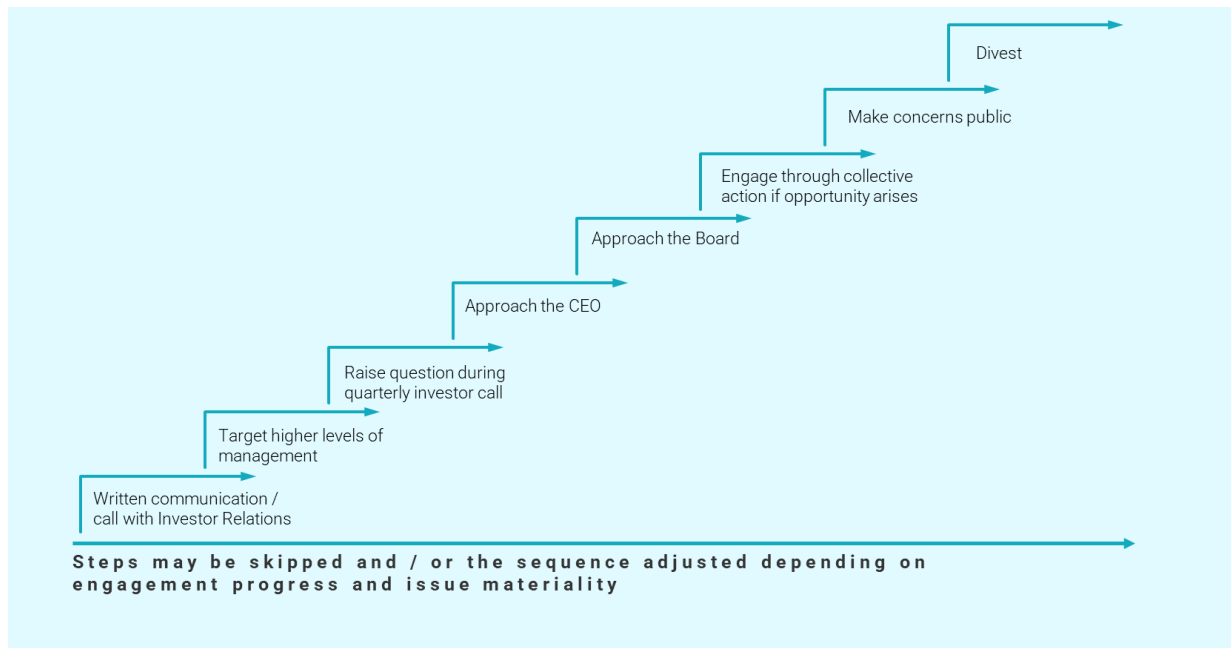 Divest
Make concerns public
Engage through collective
action if opportunity arises
Approach the Board
Approach the CEO
Raise question during
quarterly investor call
Target higher levels of
management
Written communication /
call with Investor Relations
Steps may be skipped and / or the sequence adjusted depending on
engagement progress and issue materiality